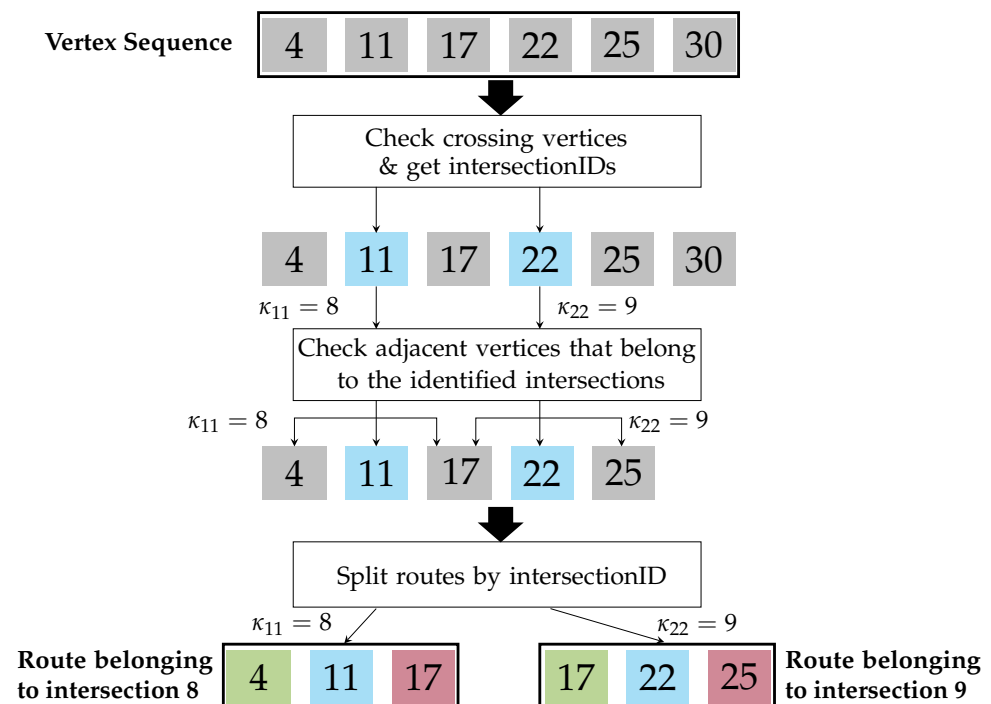 Vertex Sequence 4 11 17 22 25 30
Check crossing vertices
& get intersectionIDs
4 11 17 22 25 30
κ₁₁ = 8 κ₂₂ = 9
Check adjacent vertices that belong
to the identified intersections
κ₁₁ = 8 κ₂₂ = 9
4 11 17 22 25
Split routes by intersectionID
κ₁₁ = 8 κ₂₂ = 9
Route belonging
to intersection 8
4 11 17
17 22 25
Route belonging
to intersection 9